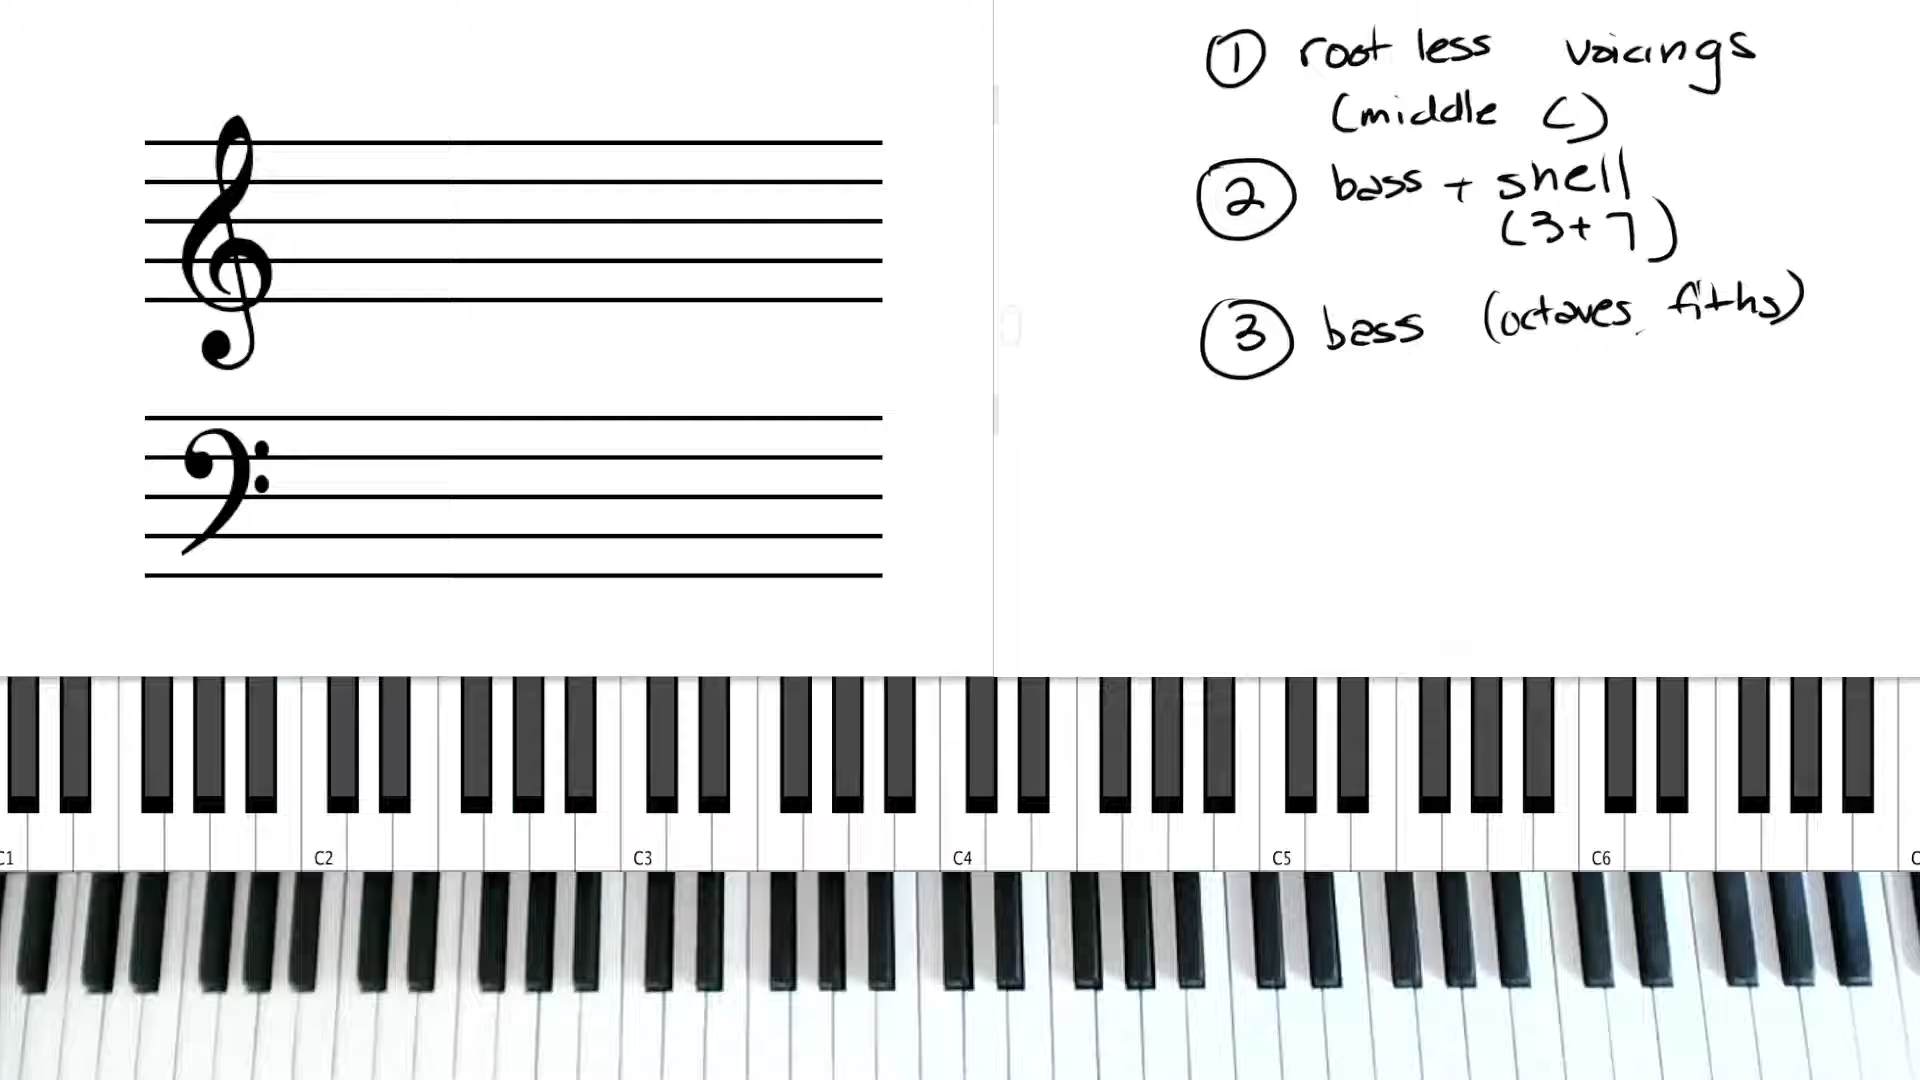 ① root less voicings
(middle C)
② bass + shell
(3+7)
③ bass (octaves, fiths)
C1 C2 C3 C4 C5 C6 C